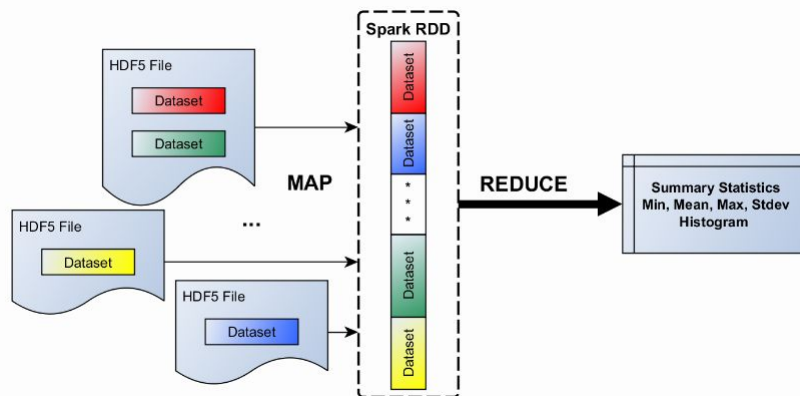 Spark RDD
HDF5 File
Dataset
Dataset
MAP
...
HDF5 File
Dataset
HDF5 File
Dataset
Dataset
Dataset
* * *
Dataset
Dataset
REDUCE
Summary Statistics
Min, Mean, Max, Stdev
Histogram